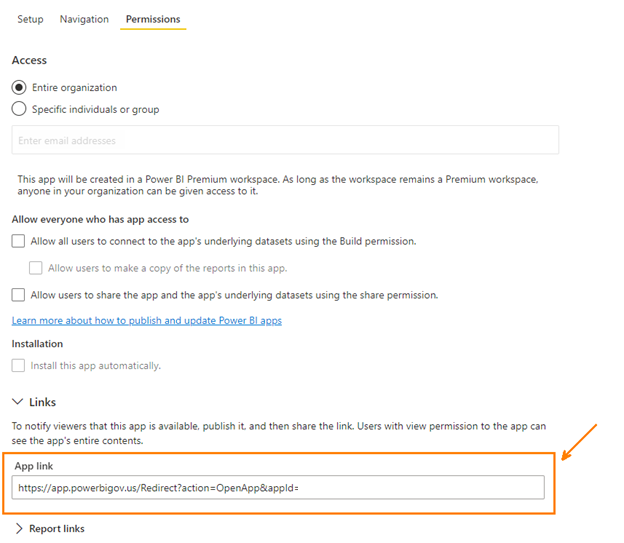 Setup Navigation Permissions
Access
Entire organization
Specific individuals or group
Enter email addresses
This app will be created in a Power BI Premium workspace. As long as the workspace remains a Premium workspace,
anyone in your organization can be given access to it.
Allow everyone who has app access to
Allow all users to connect to the app's underlying datasets using the Build permission.
Allow users to make a copy of the reports in this app.
Allow users to share the app and the app's underlying datasets using the share permission.
Learn more about how to publish and update Power BI apps
Installation
Install this app automatically.
Links
To notify viewers that this app is available, publish it, and then share the link. Users with view permission to the app can
see the app's entire contents.
App link
https://app.powerbigov.us/Redirect?action=OpenApp&appId=
Report links